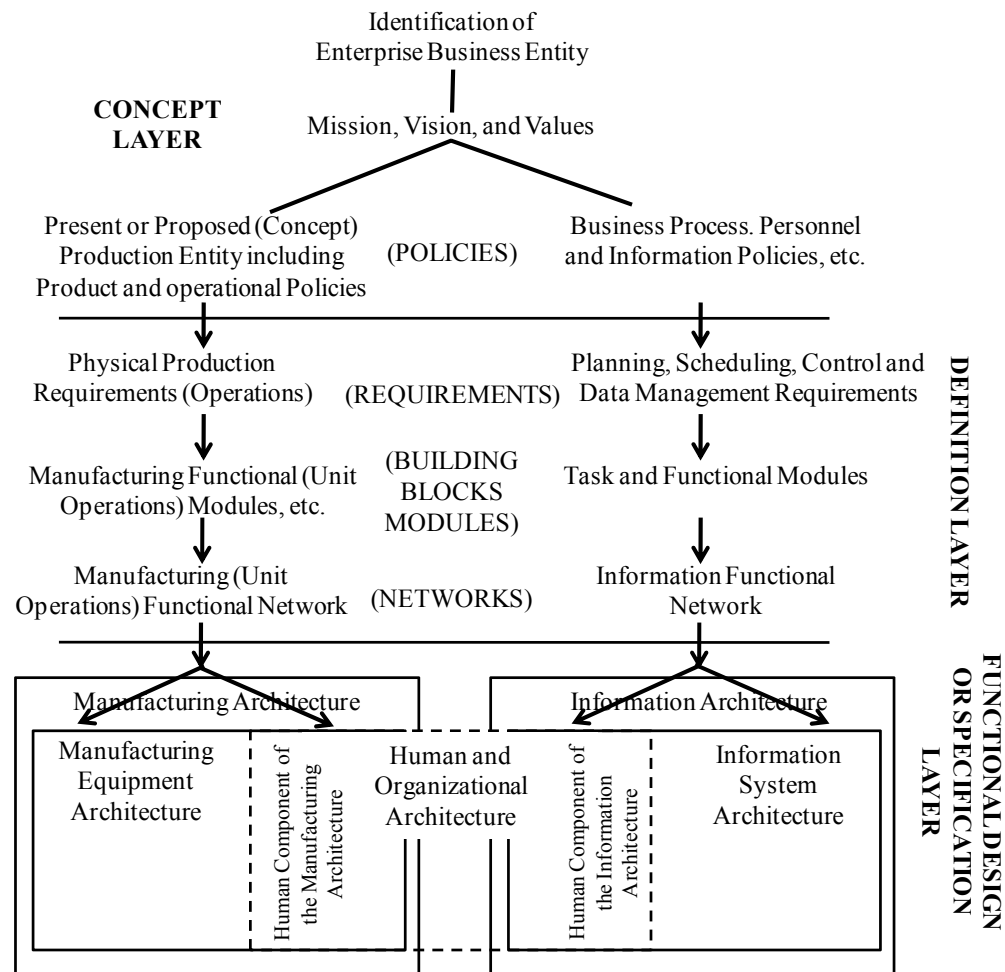 Identification of
Enterprise Business Entity
CONCEPT
LAYER
Mission, Vision, and Values
Present or Proposed (Concept)
Production Entity including
Product and operational Policies
(POLICIES)
Business Process. Personnel
and Information Policies, etc.
Physical Production
Requirements (Operations)
(REQUIREMENTS)
Planning, Scheduling, Control and
Data Management Requirements
Manufacturing Functional (Unit
Operations) Modules, etc.
(BUILDING
BLOCKS
MODULES)
Task and Functional Modules
Manufacturing (Unit
Operations) Functional Network
(NETWORKS)
Information Functional
Network
DEFINITION LAYER
Manufacturing Architecture
Information Architecture
Manufacturing
Equipment
Architecture
Human Component of
the Manufacturing
Architecture
Human and
Organizational
Architecture
Human Component of
the Information
Architecture
Information
System
Architecture
FUNCTIONAL DESIGN
OR SPECIFICATION
LAYER